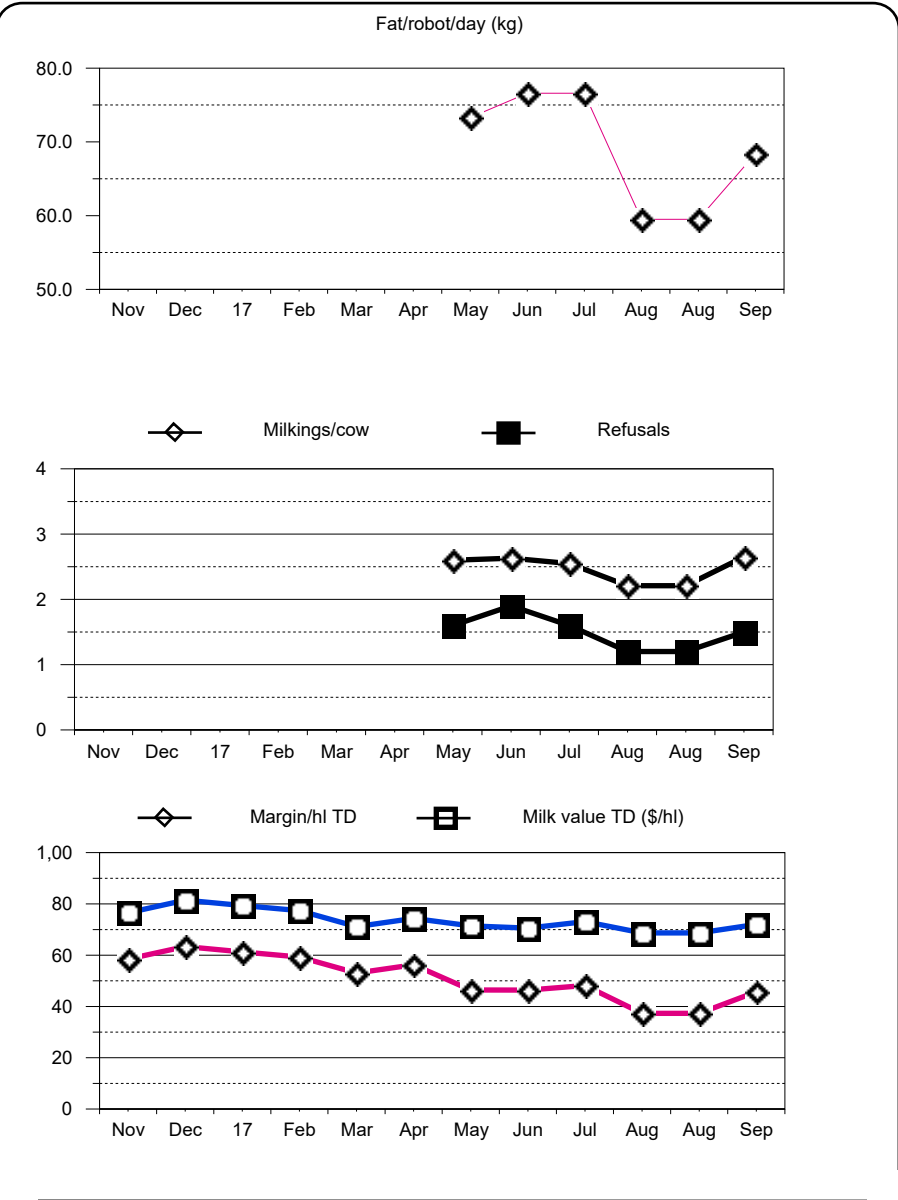 Fat/robot/day (kg)
80.0
70.0
60.0
50.0
Nov Dec 17 Feb Mar Apr May Jun Jul Aug Aug Sep
Milkings/cow Refusals
4
3
2
1
0
Nov Dec 17 Feb Mar Apr May Jun Jul Aug Aug Sep
Margin/hl TD Milk value TD ($/hl)
1,00
80
60
40
20
0
Nov Dec 17 Feb Mar Apr May Jun Jul Aug Aug Sep